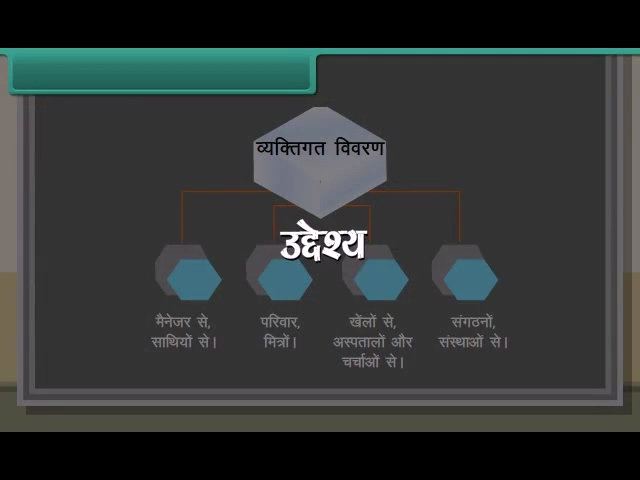 व्यक्तिगत विवरण
उद्देश्य
मैनेजर से,
साथियों से।
परिवार,
मित्रों।
खेंलों से,
अस्पतालों और
चर्चाओं से।
संगठनों,
संस्थाओं से।